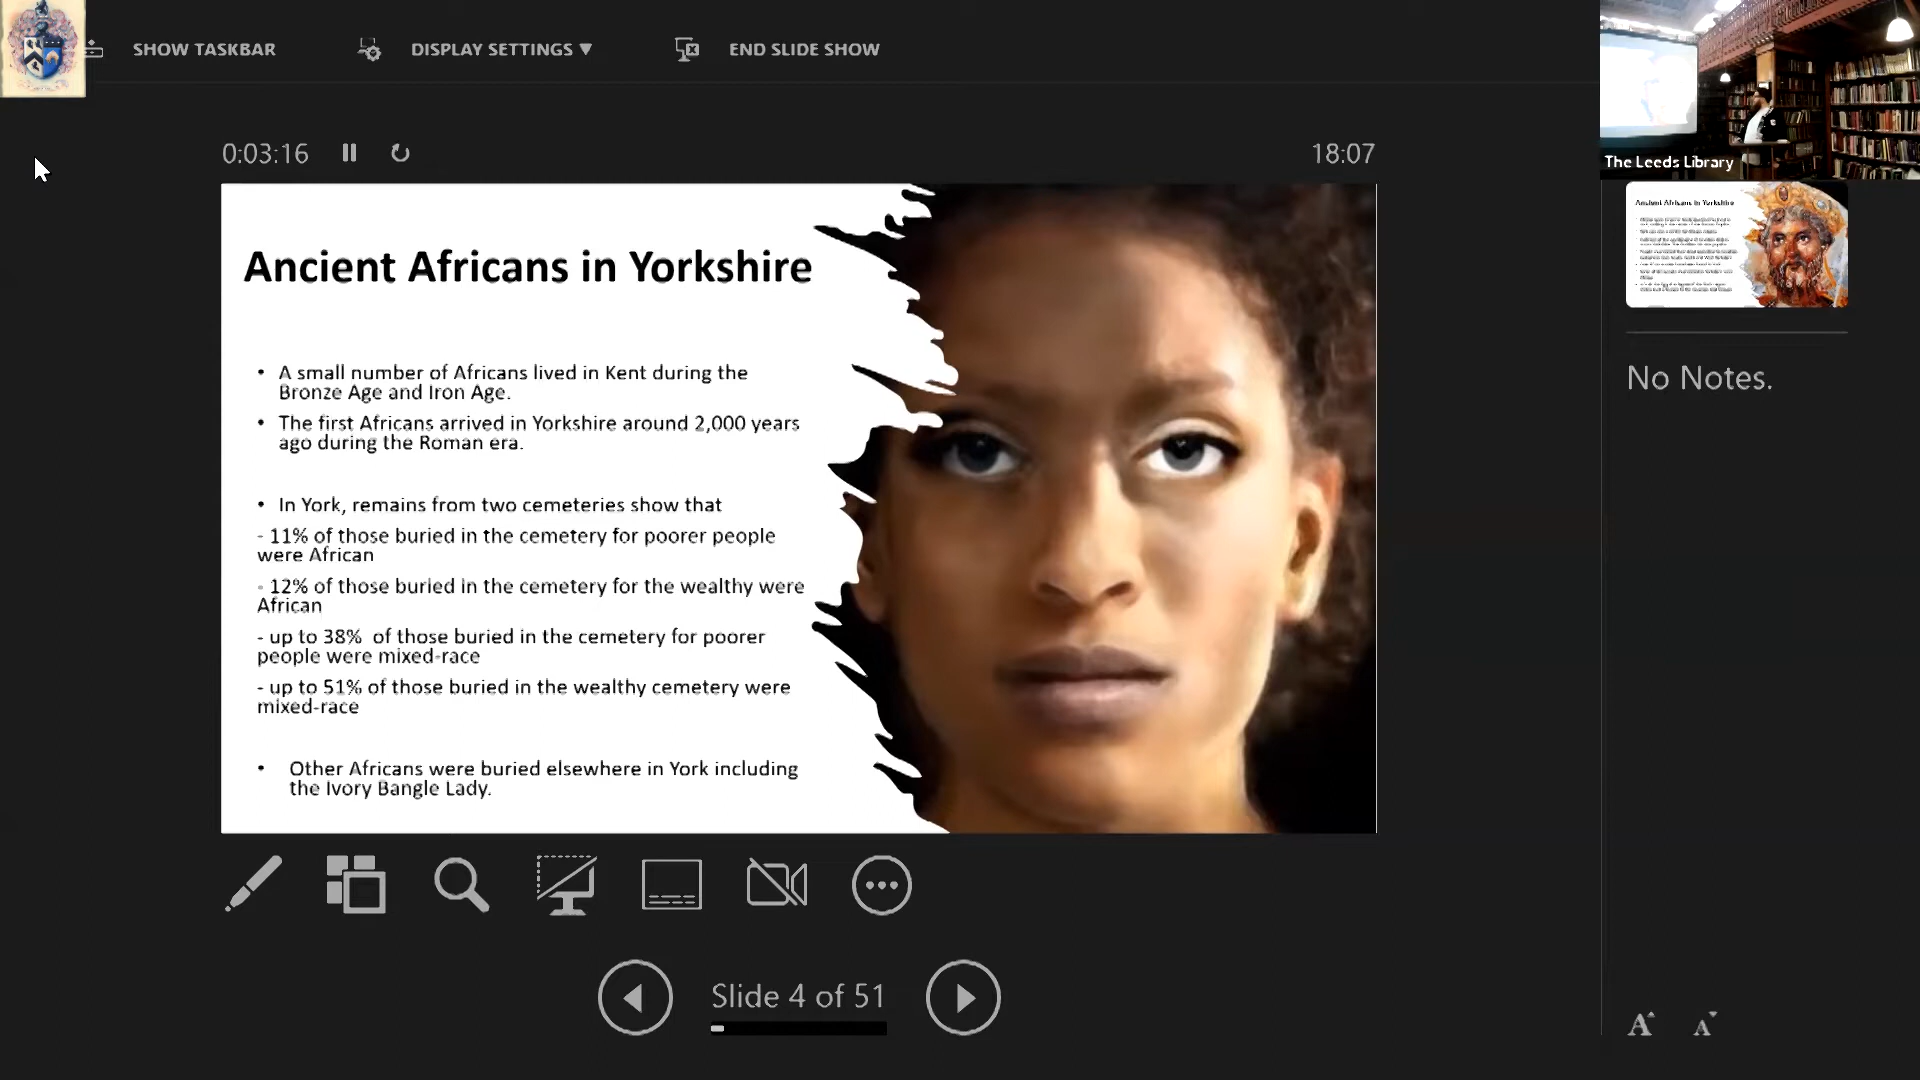 SHOW TASKBAR
DISPLAY SETTINGS ▼
END SLIDE SHOW
0:03:16
18:07
The Leeds Library
Ancient Africans in Yorkshire
• A small number of Africans lived in Kent during the
Bronze Age and Iron Age.
• The first Africans arrived in Yorkshire around 2,000 years
ago during the Roman era.
• In York, remains from two cemeteries show that
- 11% of those buried in the cemetery for poorer people
were African
- 12% of those buried in the cemetery for the wealthy were
African
- up to 38% of those buried in the cemetery for poorer
people were mixed-race
- up to 51% of those buried in the wealthy cemetery were
mixed-race
• Other Africans were buried elsewhere in York including
the Ivory Bangle Lady.
Ancient Africans in Yorkshire
No Notes.
Slide 4 of 51
A A